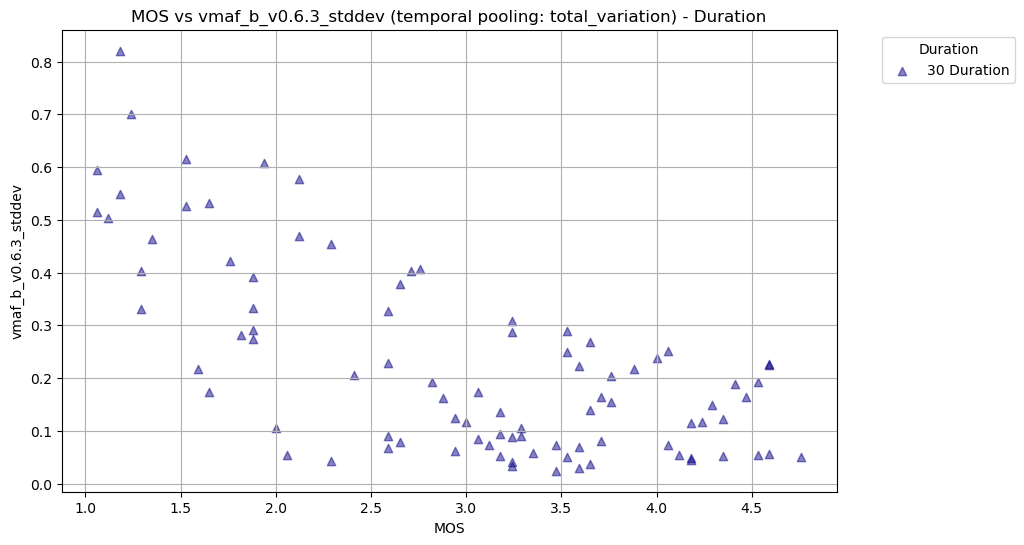 MOS vs vmaf_b_v0.6.3_stddev (temporal pooling: total_variation) - Duration
Duration
30 Duration
vmaf_b_v0.6.3_stddev
0.8
0.7
0.6
0.5
0.4
0.3
0.2
0.1
0.0
1.0 1.5 2.0 2.5 3.0 3.5 4.0 4.5
MOS